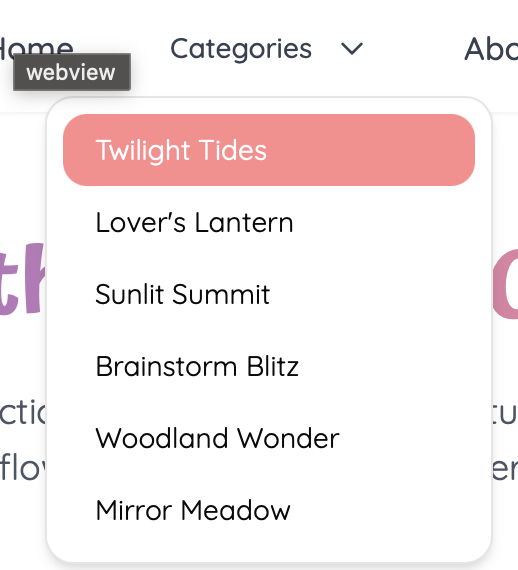 Home Categories
webview
Twilight Tides
Lover's Lantern
Sunlit Summit
Brainstorm Blitz
Woodland Wonder
Mirror Meadow